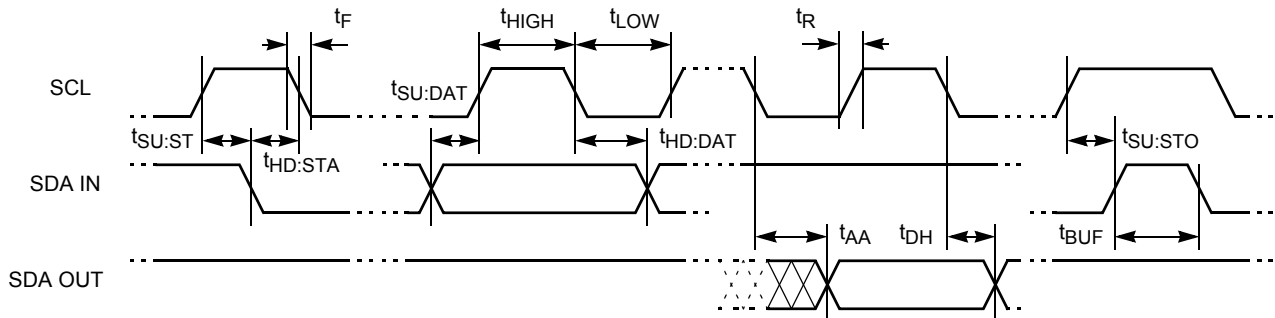 tF
tHIGH
tLOW
tR
SCL
tSU:DAT
tSU:ST
tHD:STA
tHD:DAT
tSU:STO
SDA IN
tAA
tDH
tBUF
SDA OUT